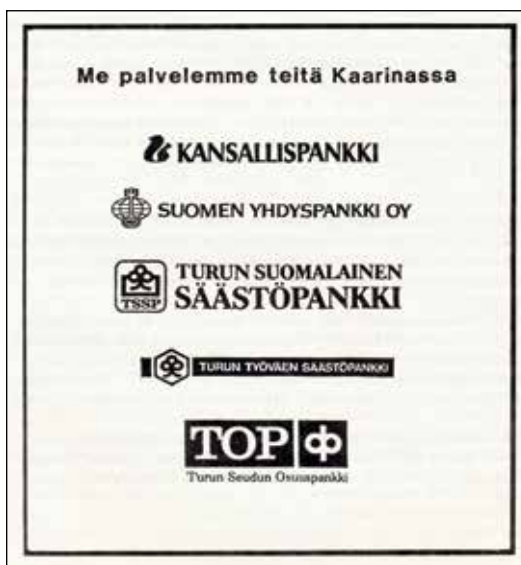 Me palvelemme teitä Kaarinassa
KANSALLISPANKKI
SUOMEN YHDYSPANKKI OY
TURUN SUOMALAINEN
SÄÄSTÖPANKKI
TSSP
TURUN TYÖVÄEN SÄÄSTÖPANKKI
TOP
Turun Seudun Osuuspankki